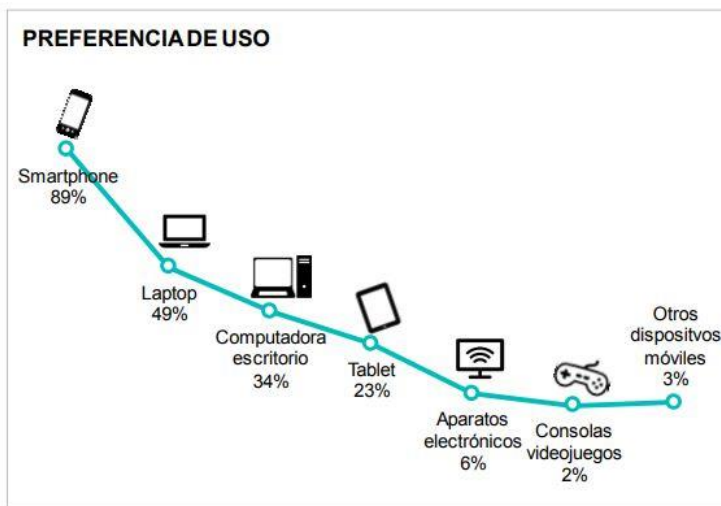 PREFERENCIA DE USO
Smartphone
89%
Laptop
49%
Computadora
escritorio
34%
Tablet
23%
Aparatos
electrónicos
6%
Consolas
videojuegos
2%
Otros
dispositvos
móviles
3%